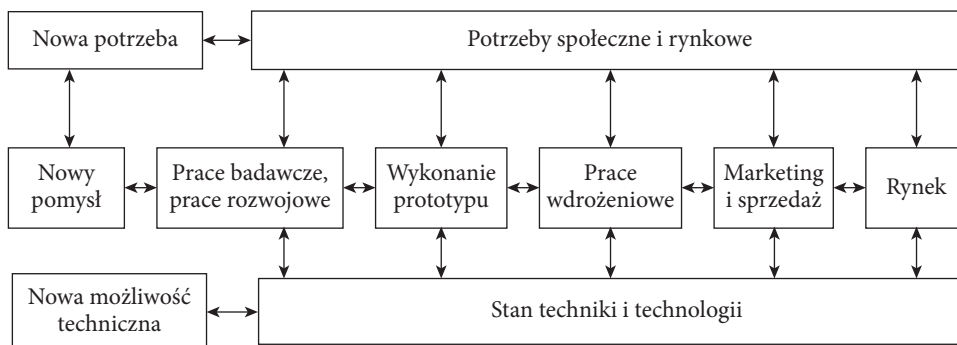 Nowa potrzeba
Potrzeby społeczne i rynkowe
Nowy
pomysł
Prace badawcze,
prace rozwojowe
Wykonanie
prototypu
Prace
wdrożeniowe
Marketing
i sprzedaż
Rynek
Nowa możliwość
techniczna
Stan techniki i technologii